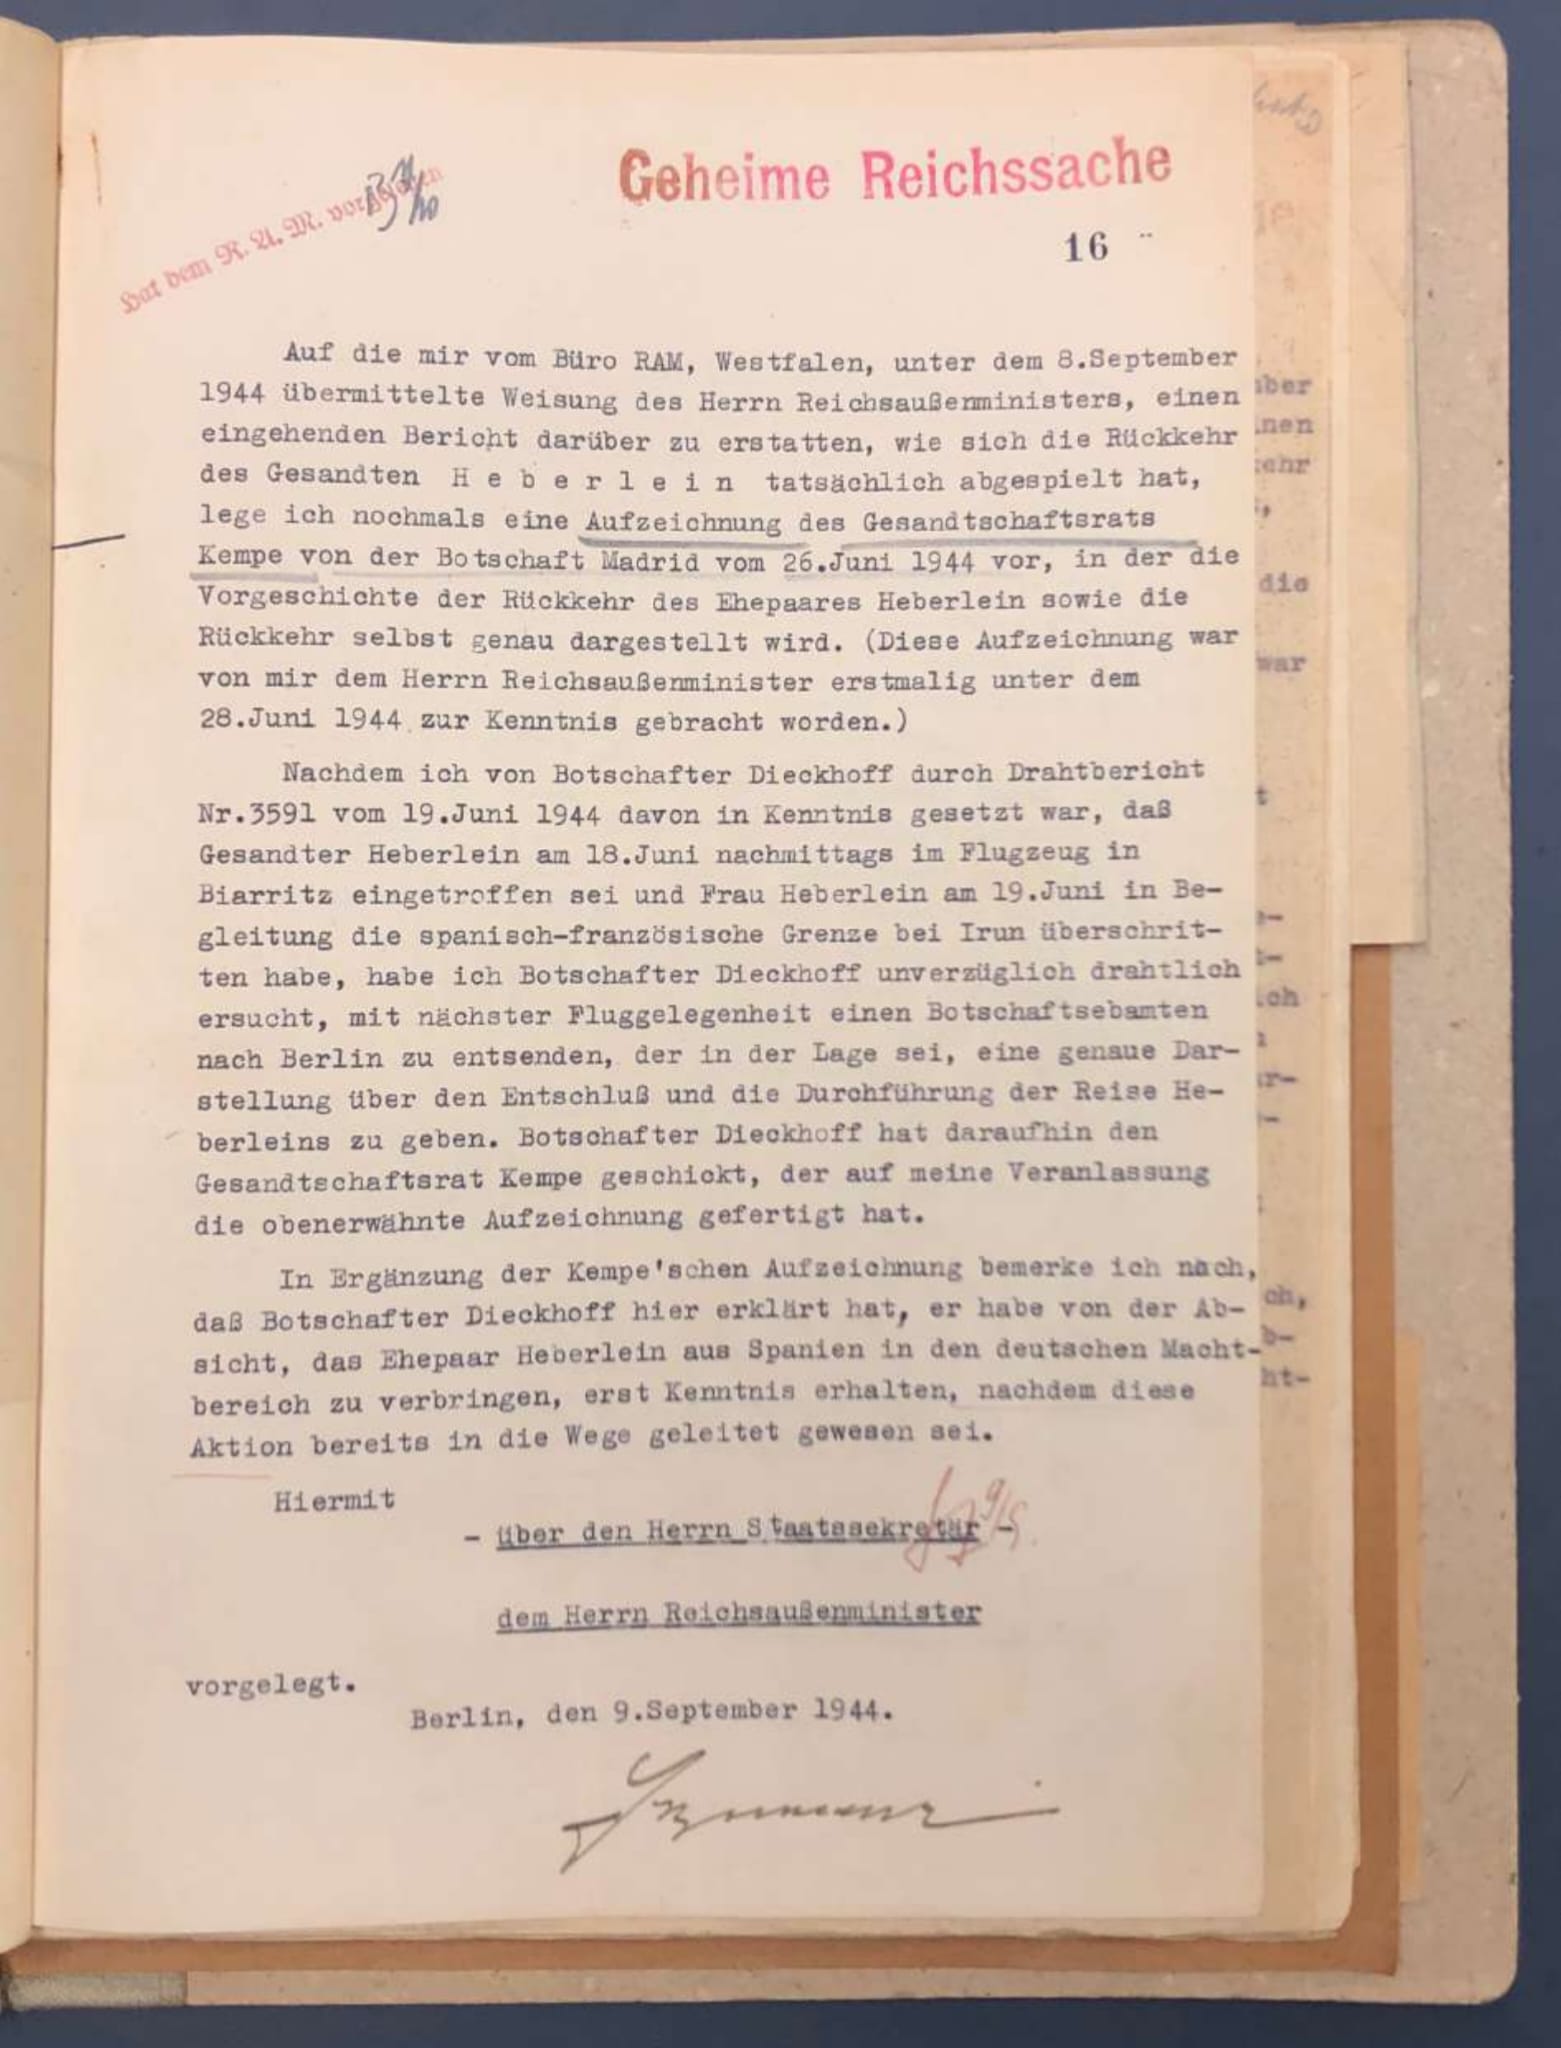 Geheime Reichssache
Hat dem R. A. M. vorgelegen
16
Auf die mir vom Büro RAM, Westfalen, unter dem 8.September
1944 übermittelte Weisung des Herrn Reichsaußenministers, einen
eingehenden Bericht darüber zu erstatten, wie sich die Rückkehr
des Gesandten H e b e r l e i n tatsächlich abgespielt hat,
lege ich nochmals eine Aufzeichnung des Gesandtschaftsrats
Kempe von der Botschaft Madrid vom 26.Juni 1944 vor, in der die
Vorgeschichte der Rückkehr des Ehepaares Heberlein sowie die
Rückkehr selbst genau dargestellt wird. (Diese Aufzeichnung war
von mir dem Herrn Reichsaußenminister erstmalig unter dem
28.Juni 1944 zur Kenntnis gebracht worden.)
Nachdem ich von Botschafter Dieckhoff durch Drahtbericht
Nr.3591 vom 19.Juni 1944 davon in Kenntnis gesetzt war, daß
Gesandter Heberlein am 18.Juni nachmittags im Flugzeug in
Biarritz eingetroffen sei und Frau Heberlein am 19.Juni in Be-
gleitung die spanisch-französische Grenze bei Irun überschrit-
ten habe, habe ich Botschafter Dieckhoff unverzüglich drahtlich
ersucht, mit nächster Fluggelegenheit einen Botschaftsebamten
nach Berlin zu entsenden, der in der Lage sei, eine genaue Dar-
stellung über den Entschluß und die Durchführung der Reise He-
berleins zu geben. Botschafter Dieckhoff hat daraufhin den
Gesandtschaftsrat Kempe geschickt, der auf meine Veranlassung
die obenerwähnte Aufzeichnung gefertigt hat.
In Ergänzung der Kempe'schen Aufzeichnung bemerke ich noch,
daß Botschafter Dieckhoff hier erklärt hat, er habe von der Ab-
sicht, das Ehepaar Heberlein aus Spanien in den deutschen Macht-
bereich zu verbringen, erst Kenntnis erhalten, nachdem diese
Aktion bereits in die Wege geleitet gewesen sei.
Hiermit
- über den Herrn Staatssekretär -
dem Herrn Reichsaußenminister
vorgelegt.
Berlin, den 9.September 1944.